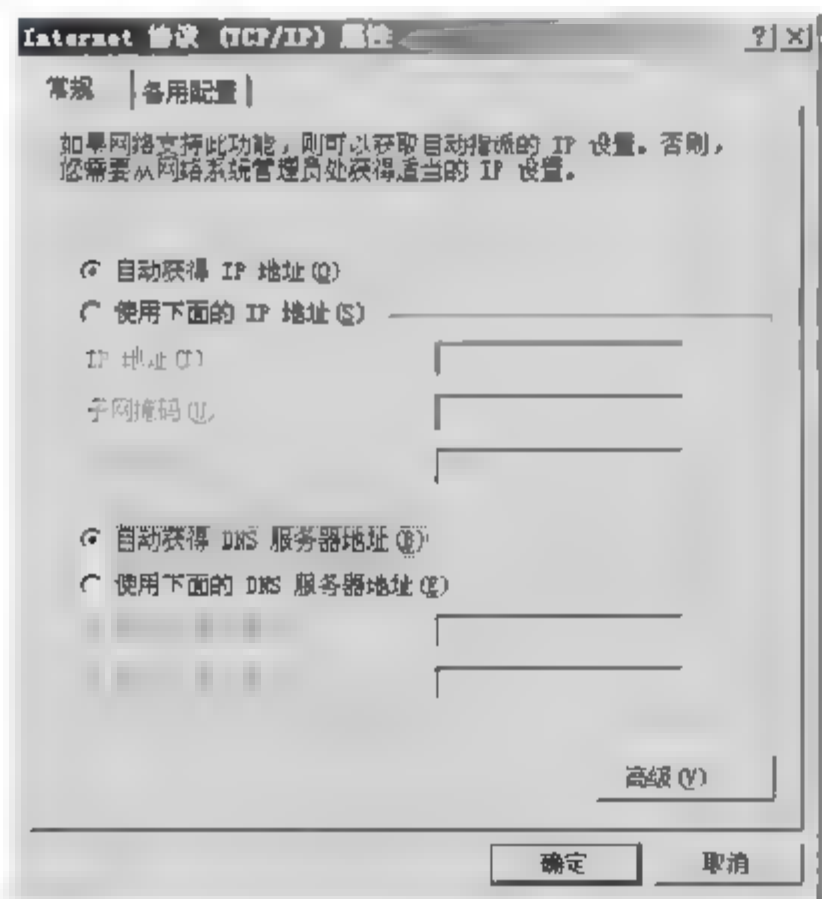 Internet 协议 (TCP/IP) 属性
常规
备用配置
如果网络支持此功能，则可以获取自动指派的 IP 设置。否则，
您需要从网络系统管理员处获得适当的 IP 设置。
自动获得 IP 地址(O)
使用下面的 IP 地址(S)
IP 地址(I)
子网掩码(U)
自动获得 DNS 服务器地址(B)
使用下面的 DNS 服务器地址(E)
高级(V)
确定
取消